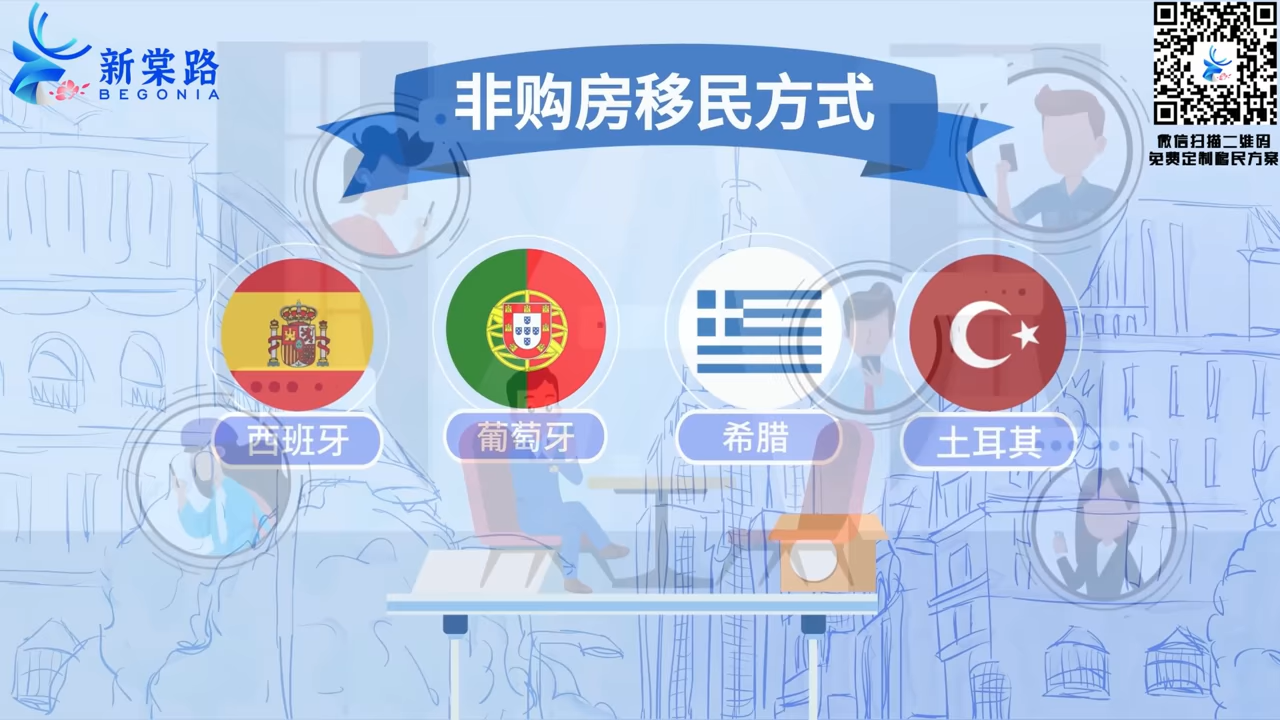 新棠路
BEGONIA
非购房移民方式
微信扫描二维码
免费定制移民方案
西班牙
葡萄牙
希腊
土耳其